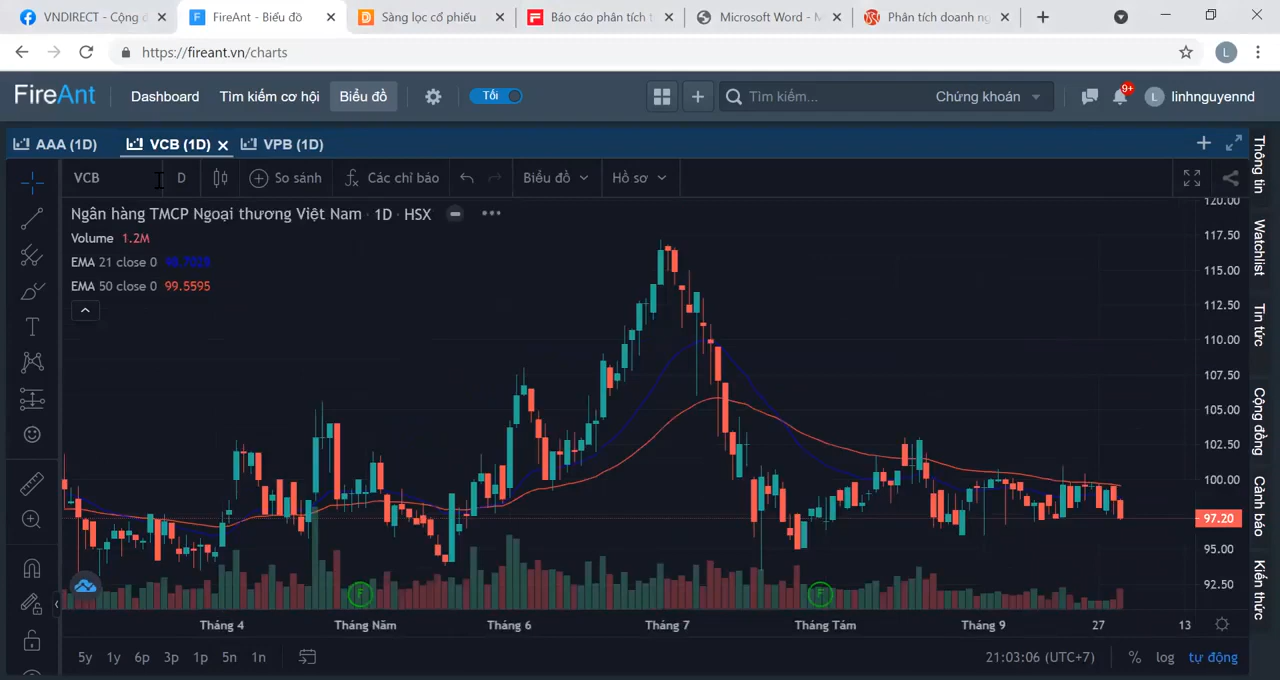 VNDIRECT - Cộng đ
FireAnt - Biểu đồ
Sàng lọc cổ phiếu
Báo cáo phân tích t
Microsoft Word - M
Phân tích doanh ng
https://fireant.vn/charts
L
FireAnt
Dashboard
Tìm kiếm cơ hội
Biểu đồ
Tối
Tìm kiếm...
Chứng khoán
9+
L
linhnguyennd
AAA (1D)
VCB (1D)
VPB (1D)
VCB
D
So sánh
Các chỉ báo
Biểu đồ
Hồ sơ
Ngân hàng TMCP Ngoại thương Việt Nam · 1D · HSX
Volume 1.2M
EMA 21 close 0
EMA 50 close 0 99.5595
120.00
117.50
115.00
112.50
110.00
107.50
105.00
102.50
100.00
97.20
95.00
92.50
F
F
Tháng 4
Tháng Năm
Tháng 6
Tháng 7
Tháng Tám
Tháng 9
27
13
5y
1y
6p
3p
1p
5n
1n
21:03:06 (UTC+7)
%
log
tự động
Thông tin
Watchlist
Tin tức
Cộng đồng
Cảnh báo
Kiến thức